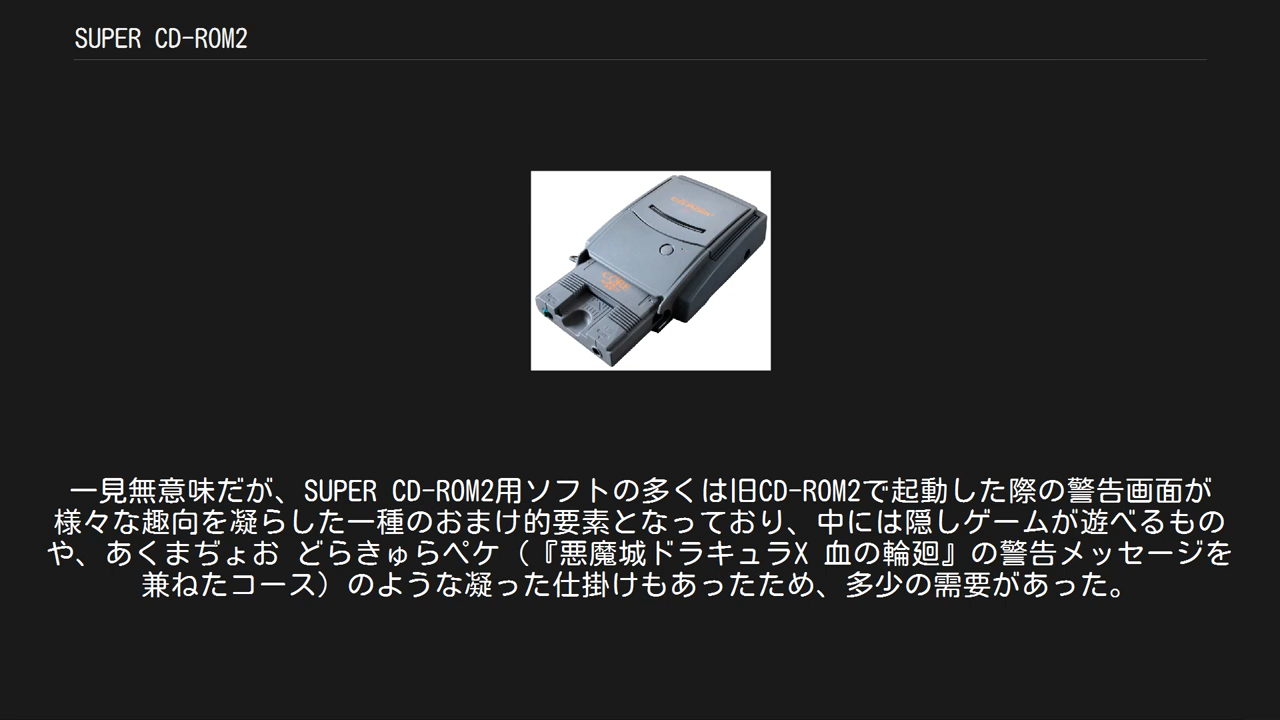 SUPER CD-ROM2
一見無意味だが、SUPER CD-ROM2用ソフトの多くは旧CD-ROM2で起動した際の警告画面が
様々な趣向を凝らした一種のおまけ的要素となっており、中には隠しゲームが遊べるもの
や、あくまぢょお どらきゅらぺケ（『悪魔城ドラキュラX 血の輪廻』の警告メッセージを
兼ねたコース）のような凝った仕掛けもあったため、多少の需要があった。